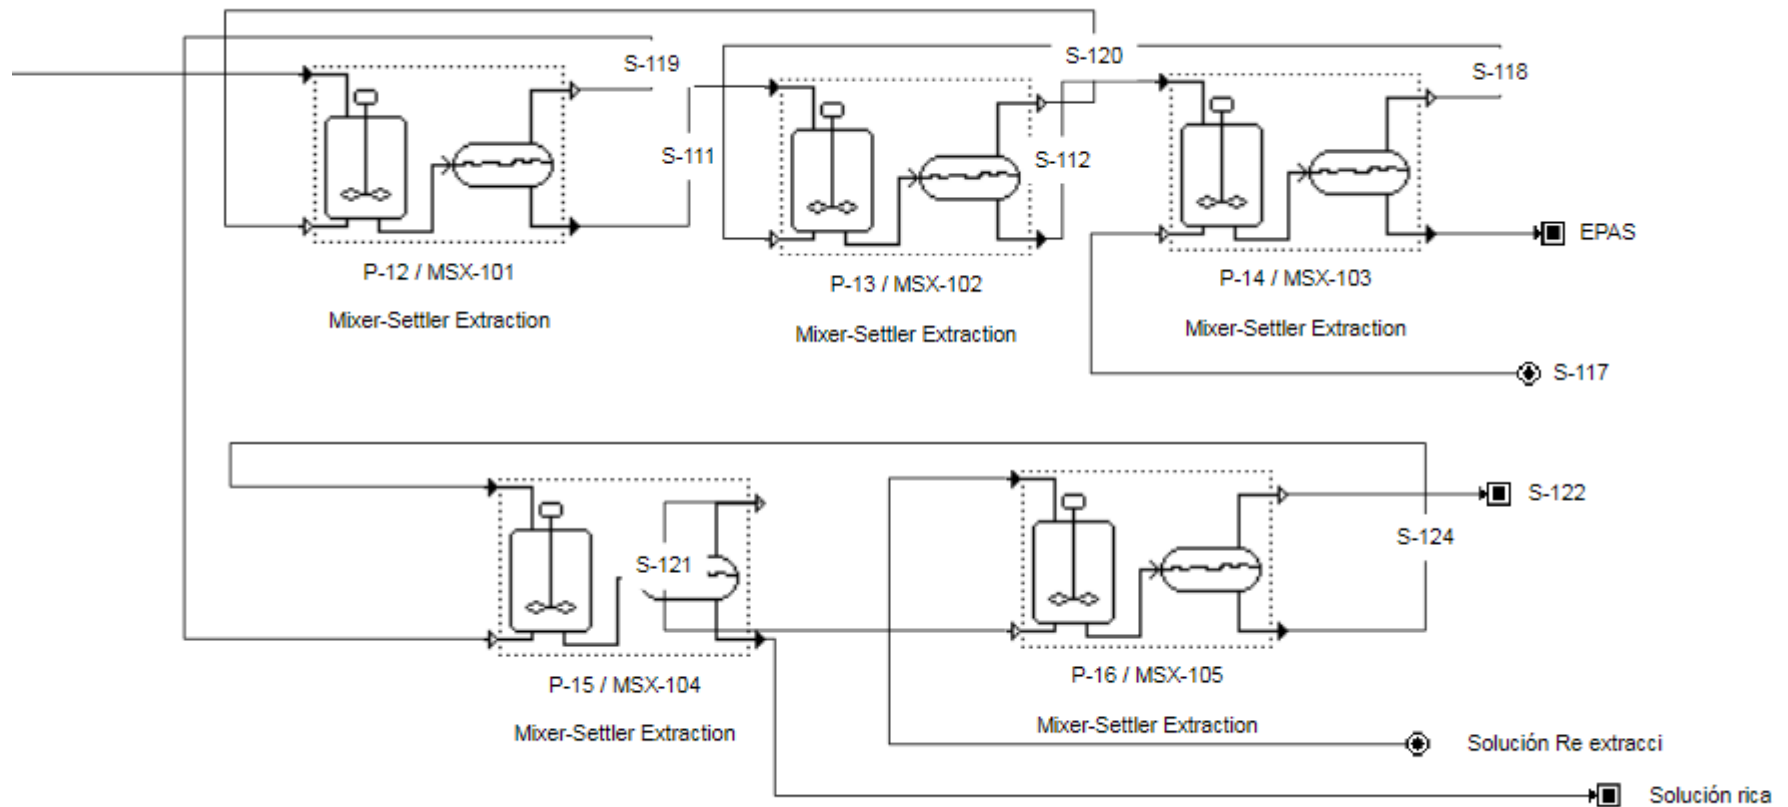 S-119
S-120
S-118
S-111
S-112
EPAS
P-12 / MSX-101
Mixer-Settler Extraction
P-13 / MSX-102
Mixer-Settler Extraction
P-14 / MSX-103
Mixer-Settler Extraction
S-117
S-122
S-121
S-124
P-15 / MSX-104
Mixer-Settler Extraction
P-16 / MSX-105
Mixer-Settler Extraction
Solución Re extracci
Solución rica